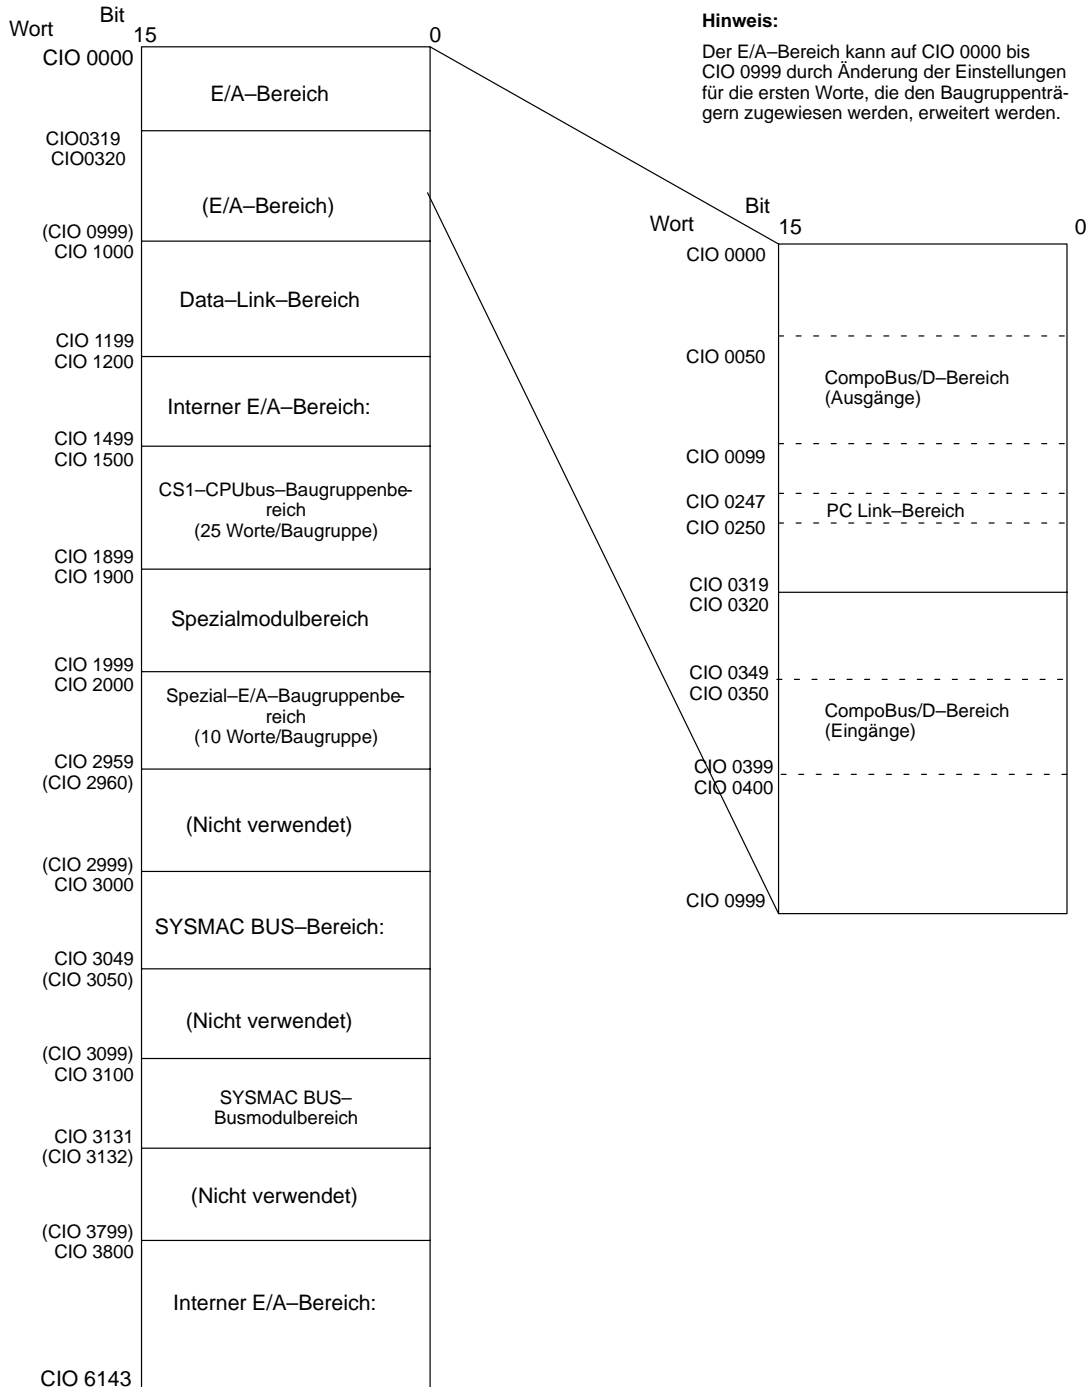 Bit
Wort
15
0
CIO 0000
E/A–Bereich
CIO0319
CIO0320
(E/A–Bereich)
(CIO 0999)
CIO 1000
Data–Link–Bereich
CIO 1199
CIO 1200
Interner E/A–Bereich:
CIO 1499
CIO 1500
CS1–CPUbus–Baugruppenbe-
reich
(25 Worte/Baugruppe)
CIO 1899
CIO 1900
Spezialmodulbereich
CIO 1999
CIO 2000
Spezial–E/A–Baugruppenbe-
reich
(10 Worte/Baugruppe)
CIO 2959
(CIO 2960)
(Nicht verwendet)
(CIO 2999)
CIO 3000
SYSMAC BUS–Bereich:
CIO 3049
(CIO 3050)
(Nicht verwendet)
(CIO 3099)
CIO 3100
SYSMAC BUS–
Busmodulbereich
CIO 3131
(CIO 3132)
(Nicht verwendet)
(CIO 3799)
CIO 3800
Interner E/A–Bereich:
CIO 6143
Hinweis:
Der E/A–Bereich kann auf CIO 0000 bis
CIO 0999 durch Änderung der Einstellungen
für die ersten Worte, die den Baugruppenträ-
gern zugewiesen werden, erweitert werden.
Bit
Wort
15
0
CIO 0000
CIO 0050
CompoBus/D–Bereich
(Ausgänge)
CIO 0099
CIO 0247
PC Link–Bereich
CIO 0250
CIO 0319
CIO 0320
CIO 0349
CIO 0350
CompoBus/D–Bereich
(Eingänge)
CIO 0399
CIO 0400
CIO 0999